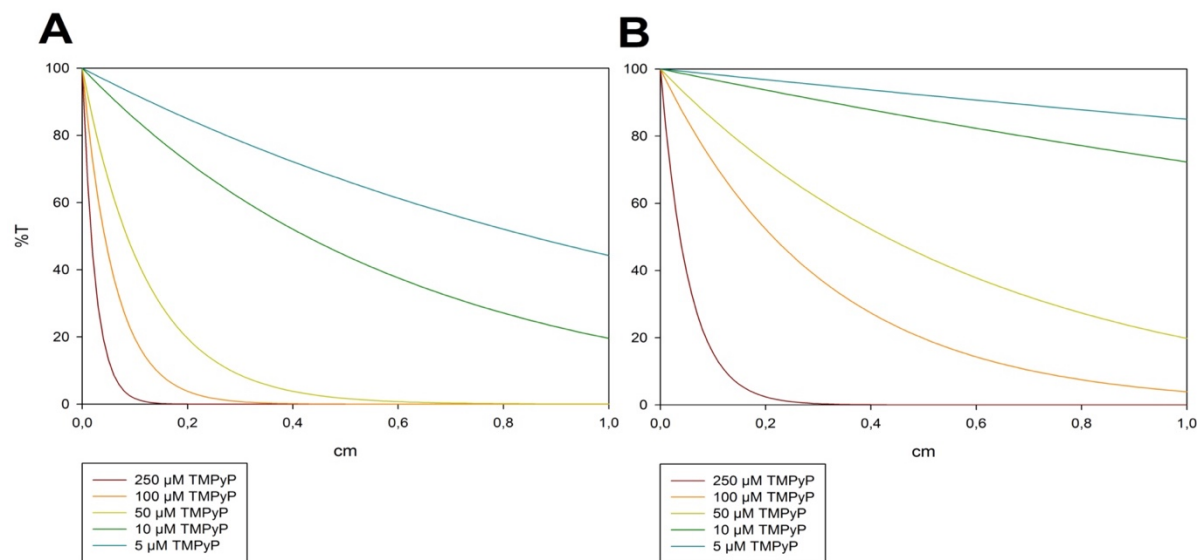 A
B
%T
100
80
60
40
20
0
0,0
0,2
0,4
0,6
0,8
1,0
cm
250 µM TMPyP
100 µM TMPyP
50 µM TMPyP
10 µM TMPyP
5 µM TMPyP
100
80
60
40
20
0
0,0
0,2
0,4
0,6
0,8
1,0
cm
250 µM TMPyP
100 µM TMPyP
50 µM TMPyP
10 µM TMPyP
5 µM TMPyP